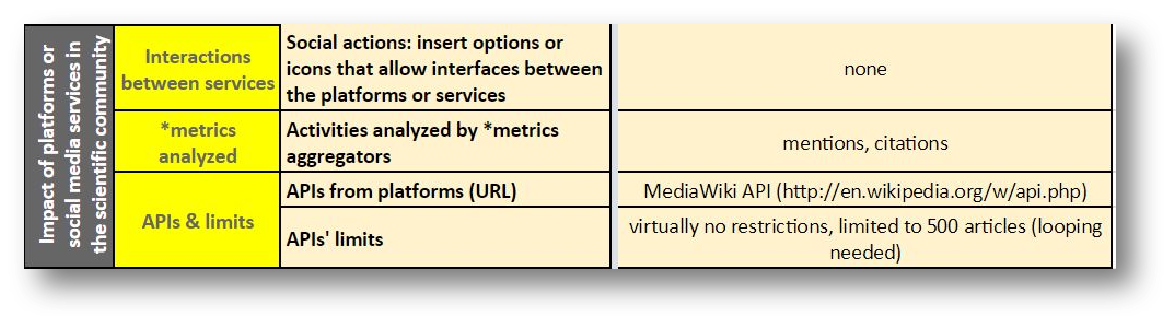 Impact of platforms or
social media services in
the scientific community
Interactions
between services
Social actions: insert options or
icons that allow interfaces between
the platforms or services
none
*metrics
analyzed
Activities analyzed by *metrics
aggregators
mentions, citations
APIs & limits
APIs from platforms (URL)
MediaWiki API (http://en.wikipedia.org/w/api.php)
APIs' limits
virtually no restrictions, limited to 500 articles (looping
needed)